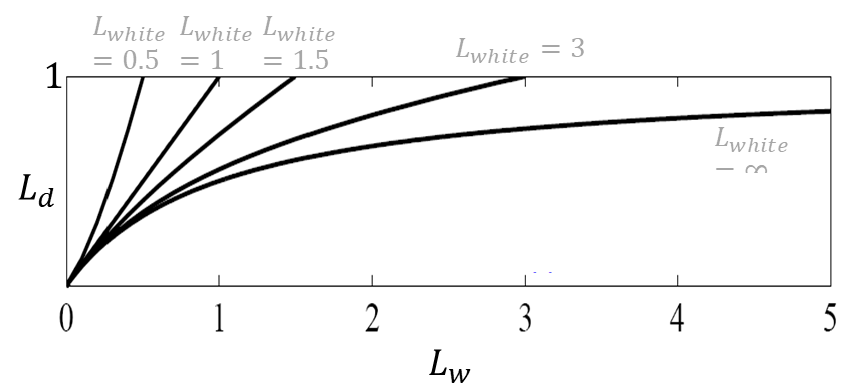 L_white L_white L_white
= 0.5 = 1 = 1.5
L_white = 3
1
L_white
= ∞
L_d
0 1 2 3 4 5
L_w